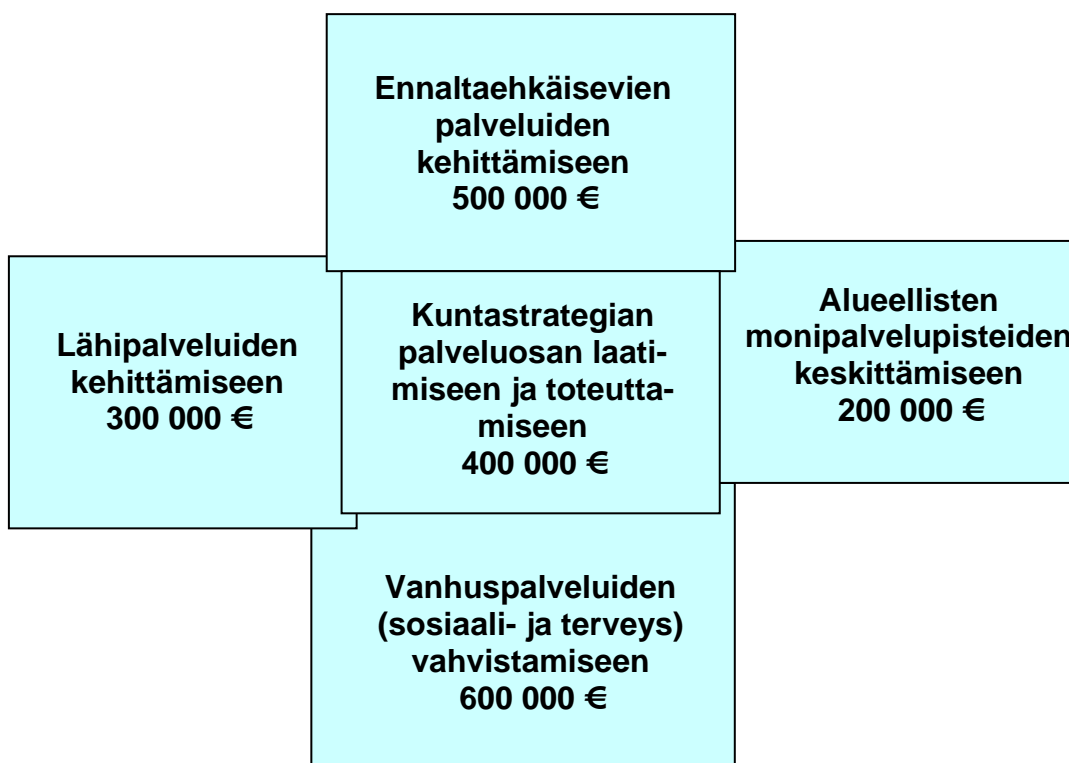 Ennaltaehkäisevien
palveluiden
kehittämiseen
500 000 €
Lähipalveluiden
kehittämiseen
300 000 €
Kuntastrategian
palveluosan laati-
miseen ja toteutta-
miseen
400 000 €
Alueellisten
monipalvelupisteiden
keskittämiseen
200 000 €
Vanhuspalveluiden
(sosiaali- ja terveys)
vahvistamiseen
600 000 €